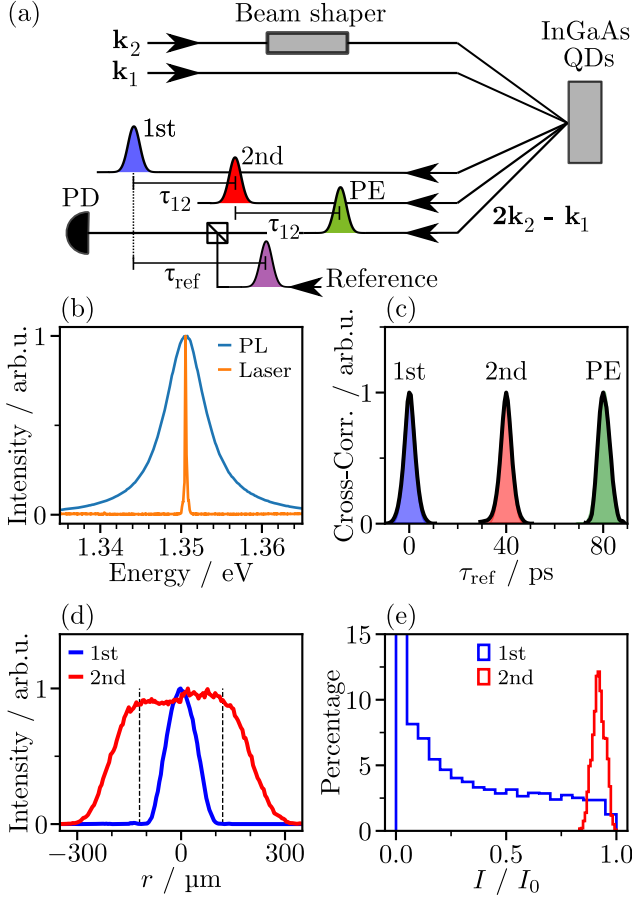 (a)
Beam shaper
k₂
k₁
InGaAs
QDs
1st
2nd
PE
τ₁₂
τ₁₂
PD
2k₂ - k₁
τ_ref
Reference
(b)
(c)
Intensity / arb.u.
1
0
PL
Laser
1.34
1.35
1.36
Energy / eV
Cross-Corr. / arb.u.
1
0
1st
2nd
PE
0
40
80
τ_ref / ps
(d)
(e)
Intensity / arb.u.
1
0
1st
2nd
−300
0
300
r / μm
Percentage
15
10
5
0
1st
2nd
0.0
0.5
1.0
I / I₀